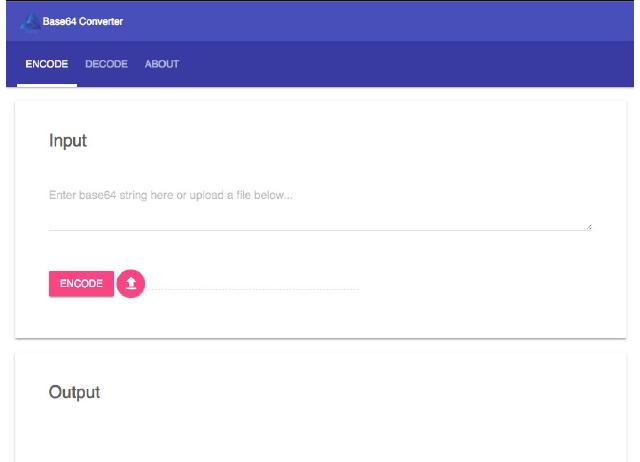 Base64 Converter
ENCODE DECODE ABOUT
Input
Enter base64 string here or upload a file below...
ENCODE
Output